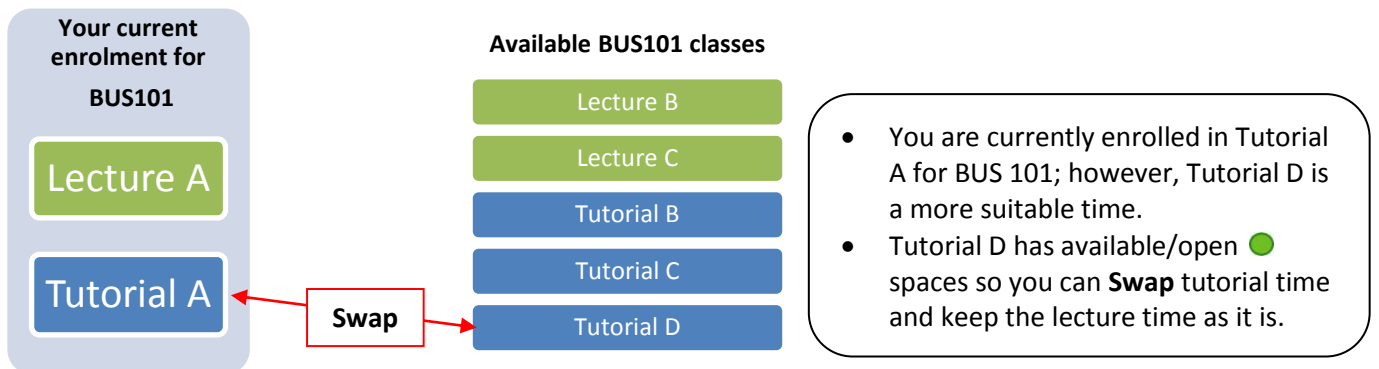 Your current
enrolment for
BUS101
Lecture A
Tutorial A
Swap
Available BUS101 classes
Lecture B
Lecture C
Tutorial B
Tutorial C
Tutorial D
• You are currently enrolled in Tutorial
A for BUS 101; however, Tutorial D is
a more suitable time.
• Tutorial D has available/open
spaces so you can Swap tutorial time
and keep the lecture time as it is.